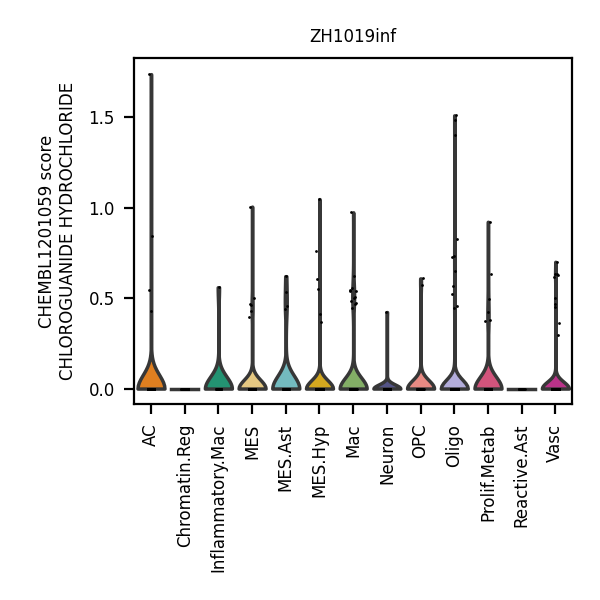 ZH1019inf
CHEMBL1201059 score
CHLOROGUANIDE HYDROCHLORIDE
1.5
1.0
0.5
0.0
AC
Chromatin.Reg
Inflammatory.Mac
MES
MES.Ast
MES.Hyp
Mac
Neuron
OPC
Oligo
Prolif.Metab
Reactive.Ast
Vasc